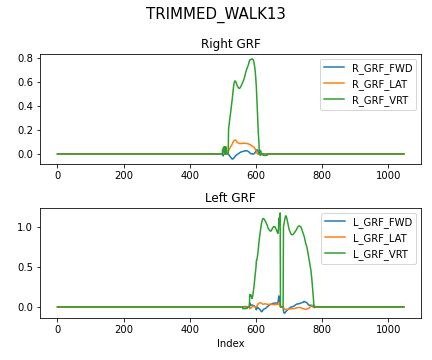 TRIMMED_WALK13
Right GRF
0.8
0.6
0.4
0.2
0.0
R_GRF_FWD
R_GRF_LAT
R_GRF_VRT
0 200 400 600 800 1000
Left GRF
1.0
0.5
0.0
L_GRF_FWD
L_GRF_LAT
L_GRF_VRT
0 200 400 600 800 1000
Index